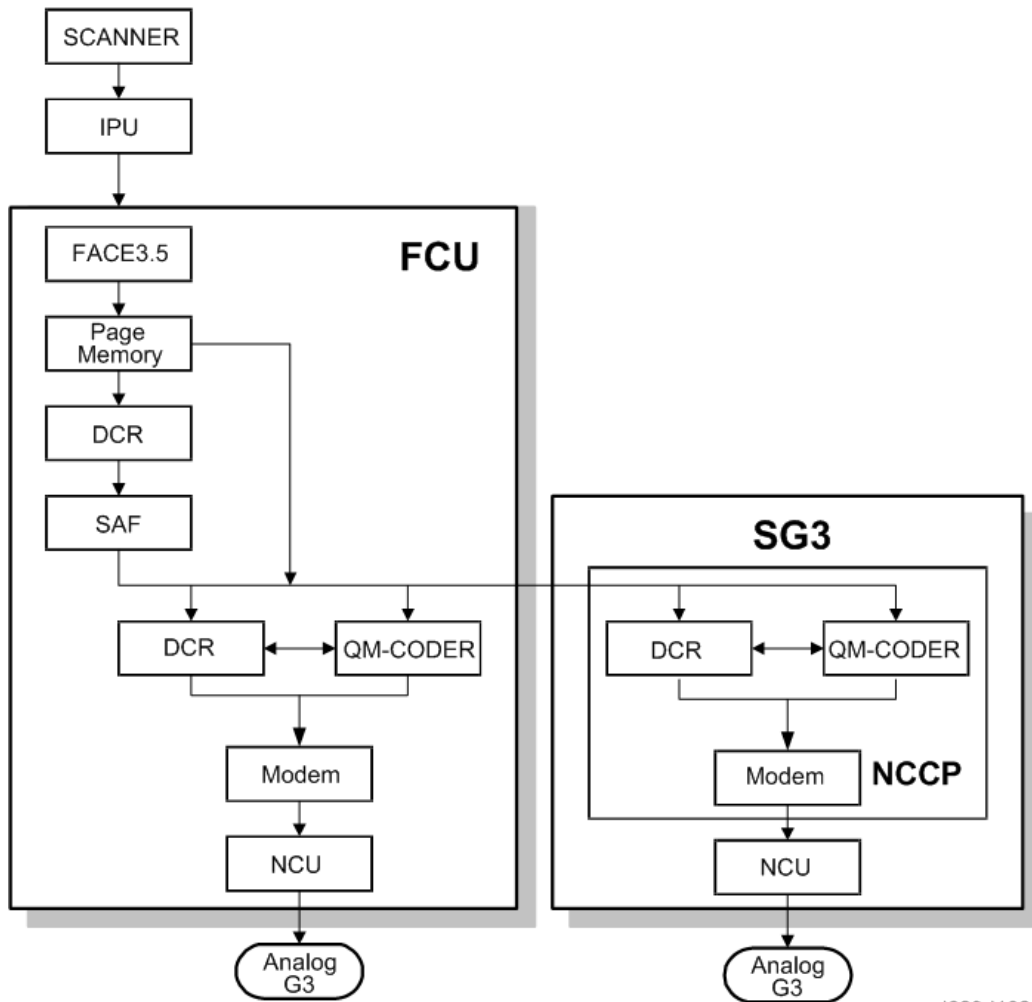 SCANNER
IPU
FCU
FACE3.5
Page
Memory
DCR
SAF
DCR
QM-CODER
Modem
NCU
Analog
G3
SG3
DCR
QM-CODER
Modem
NCCP
NCU
Analog
G3